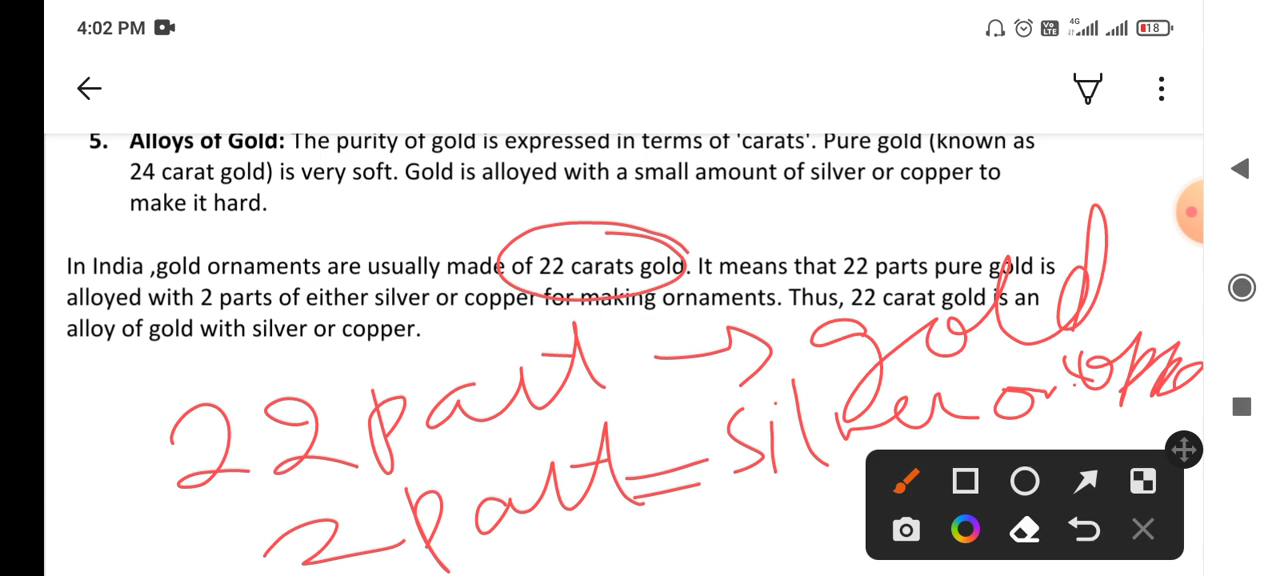 4:02 PM
4G
Vo
LTE
18
5. Alloys of Gold: The purity of gold is expressed in terms of 'carats'. Pure gold (known as
24 carat gold) is very soft. Gold is alloyed with a small amount of silver or copper to
make it hard.
In India ,gold ornaments are usually made of 22 carats gold. It means that 22 parts pure gold is
alloyed with 2 parts of either silver or copper for making ornaments. Thus, 22 carat gold is an
alloy of gold with silver or copper.
22 part → gold
2 part = silver or